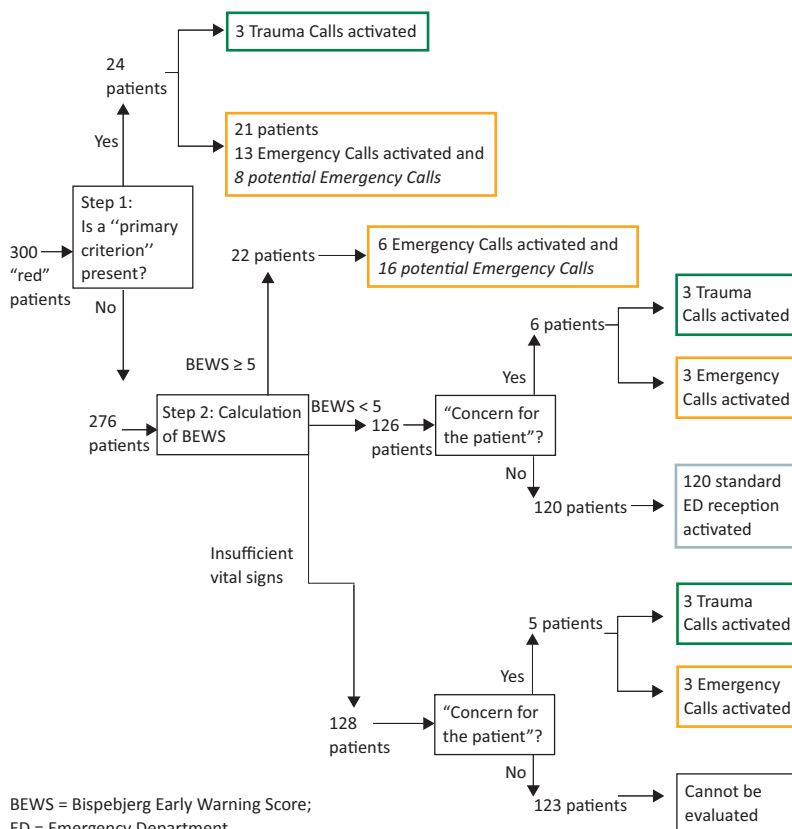 3 Trauma Calls activated
24
patients
Yes
21 patients
13 Emergency Calls activated and
8 potential Emergency Calls
Step 1:
Is a ‘‘primary
criterion’’
present?
300
“red”
patients
No
22 patients
6 Emergency Calls activated and
16 potential Emergency Calls
BEWS ≥ 5
3 Trauma
Calls activated
6 patients
Yes
3 Emergency
Calls activated
276
patients
Step 2: Calculation
of BEWS
BEWS < 5
126
patients
“Concern for
the patient”?
No
120 patients
120 standard
ED reception
activated
Insufficient
vital signs
3 Trauma
Calls activated
5 patients
Yes
3 Emergency
Calls activated
128
patients
“Concern for
the patient”?
No
123 patients
Cannot be
evaluated
BEWS = Bispebjerg Early Warning Score;
ED = Emergency Department